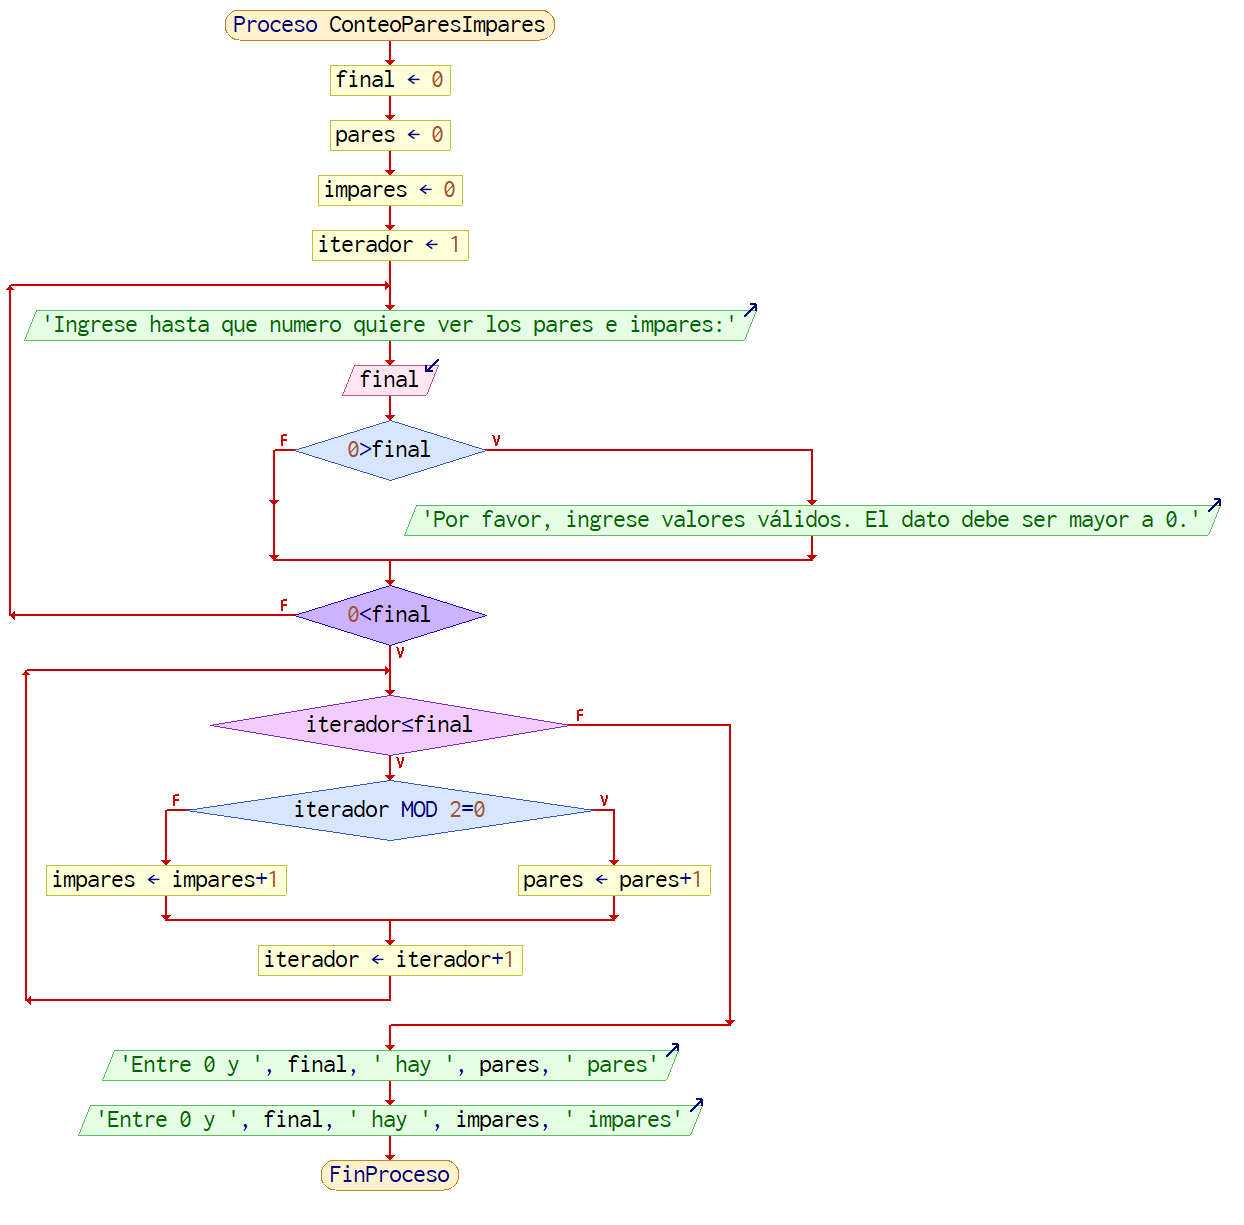 Proceso ConteoParesImpares
final ← 0
pares ← 0
impares ← 0
iterador ← 1
'Ingrese hasta que numero quiere ver los pares e impares:'
final
F
0>final
V
'Por favor, ingrese valores válidos. El dato debe ser mayor a 0.'
F
0<final
V
iterador≤final
F
V
F
iterador MOD 2=0
V
impares ← impares+1
pares ← pares+1
iterador ← iterador+1
'Entre 0 y ', final, ' hay ', pares, ' pares'
'Entre 0 y ', final, ' hay ', impares, ' impares'
FinProceso